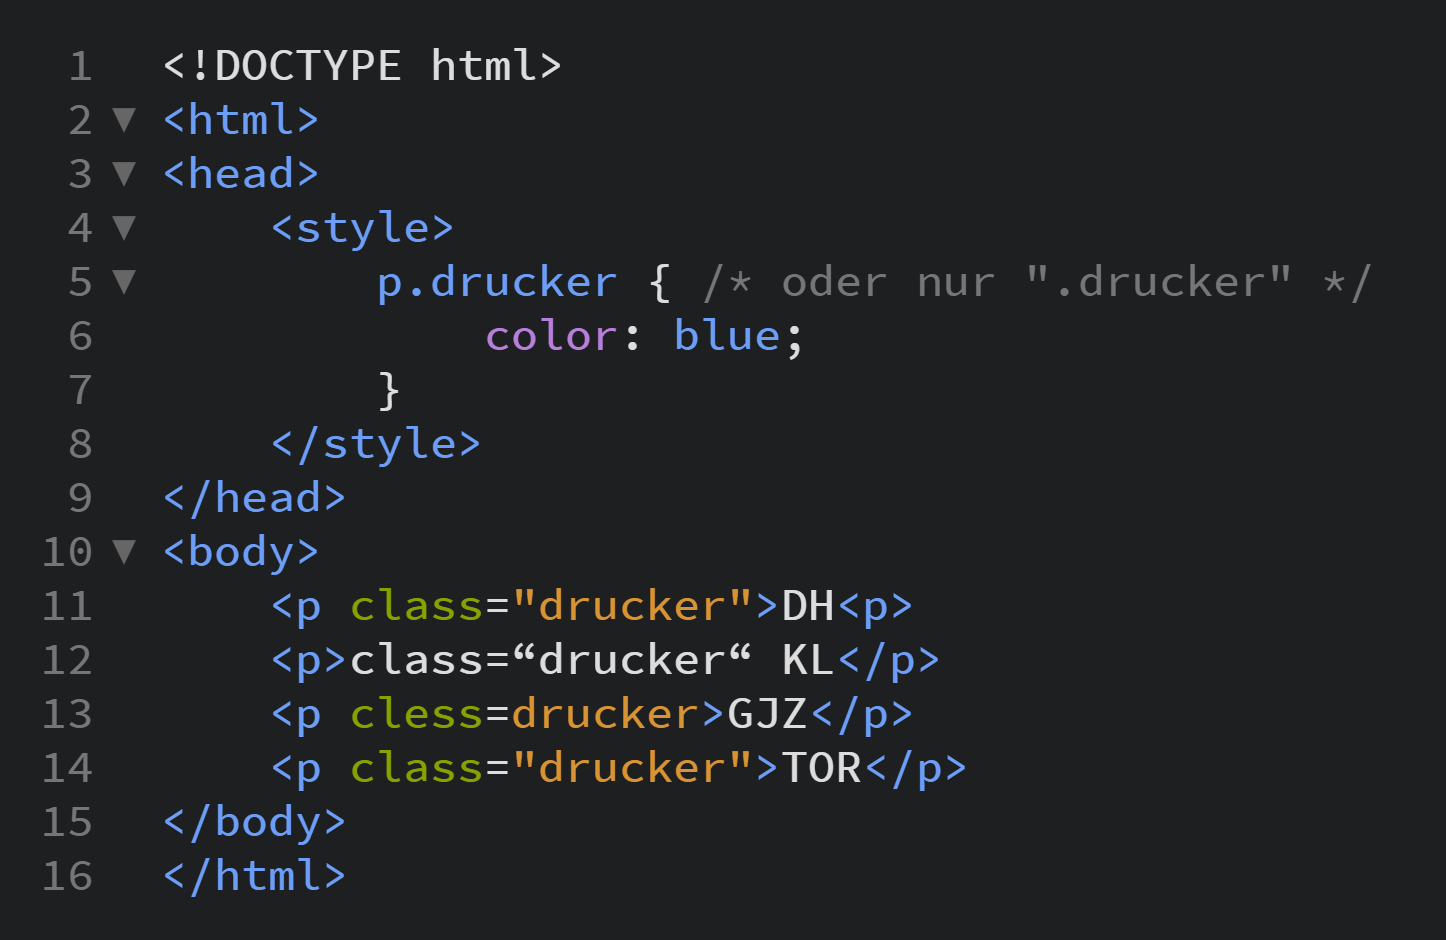 1 <!DOCTYPE html>
2 ▼ <html>
3 ▼ <head>
4 ▼     <style>
5 ▼         p.drucker { /* oder nur ".drucker" */
6             color: blue;
7         }
8     </style>
9 </head>
10 ▼ <body>
11     <p class="drucker">DH<p>
12     <p>class=“drucker“ KL</p>
13     <p cless=drucker>GJZ</p>
14     <p class="drucker">TOR</p>
15 </body>
16 </html>